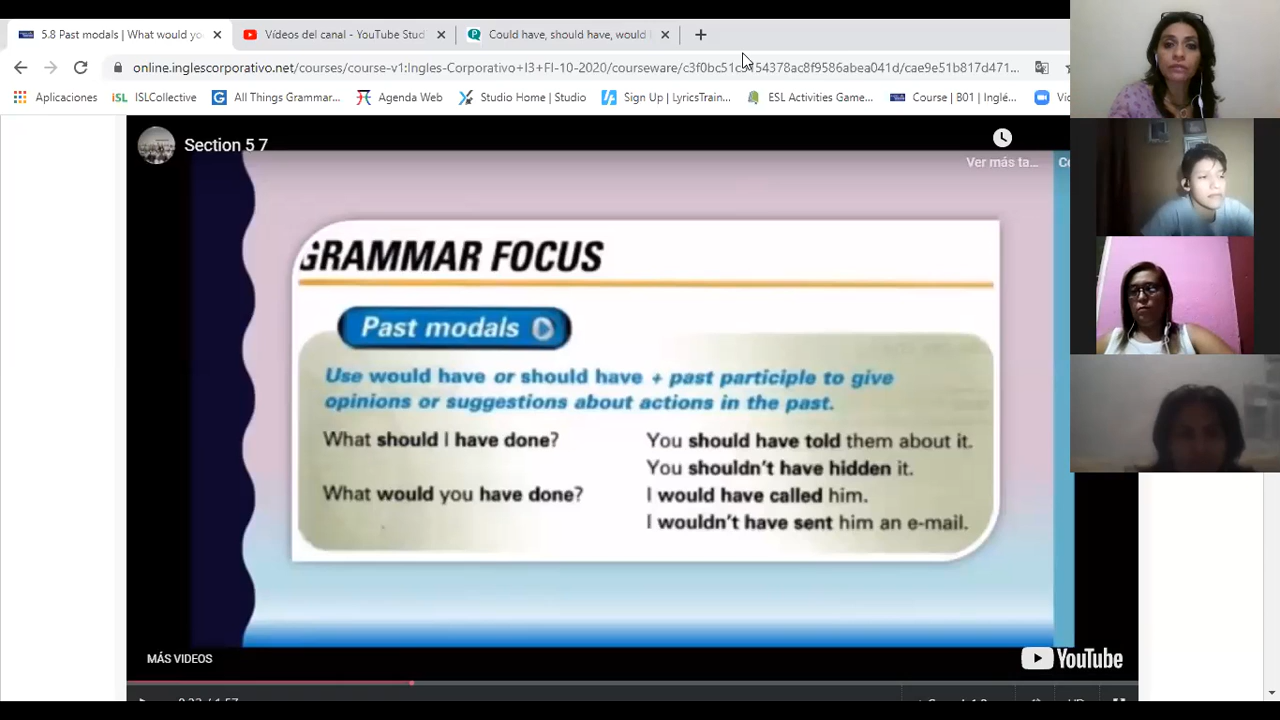 5.8 Past modals | What would yo
Vídeos del canal - YouTube Stud
Could have, should have, would
online.inglescorporativo.net/courses/course-v1:Ingles-Corporativo+I3+FI-10-2020/courseware/
Aplicaciones
iSL ISLCollective
G All Things Grammar...
Agenda Web
Studio Home | Studio
Sign Up | LyricsTrain...
ESL Activities Game...
Course | B01 | Inglé...
Section 5 7
Ver más ta...
GRAMMAR FOCUS
Past modals
Use would have or should have + past participle to give
opinions or suggestions about actions in the past.
What should I have done?
You should have told them about it.
You shouldn't have hidden it.
What would you have done?
I would have called him.
I wouldn't have sent him an e-mail.
MÁS VIDEOS
YouTube